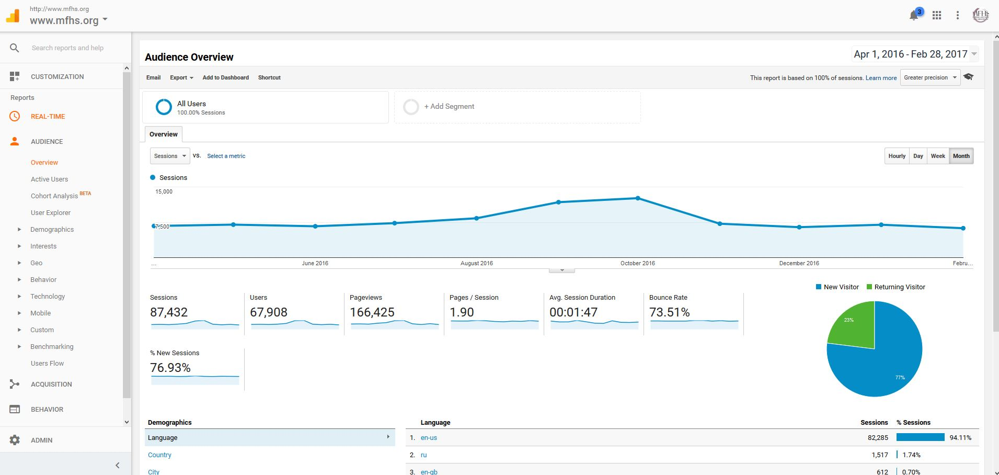 http://www.mfhs.org
www.mfhs.org
3
MFHS
Search reports and help
CUSTOMIZATION
Reports
REAL-TIME
AUDIENCE
Overview
Active Users
Cohort Analysis BETA
User Explorer
Demographics
Interests
Geo
Behavior
Technology
Mobile
Custom
Benchmarking
Users Flow
ACQUISITION
BEHAVIOR
ADMIN
Audience Overview
Apr 1, 2016 - Feb 28, 2017
Email Export Add to Dashboard Shortcut
This report is based on 100% of sessions. Learn more Greater precision
All Users
100.00% Sessions
+ Add Segment
Overview
Sessions VS. Select a metric
Hourly Day Week Month
Sessions
15,000
7,500
... June 2016 August 2016 October 2016 December 2016 Febru...
New Visitor Returning Visitor
Sessions
87,432
Users
67,908
Pageviews
166,425
Pages / Session
1.90
Avg. Session Duration
00:01:47
Bounce Rate
73.51%
% New Sessions
76.93%
23%
77%
Demographics
Language
Country
City
Language Sessions % Sessions
1. en-us 82,285 94.11%
2. ru 1,517 1.74%
3. en-gb 612 0.70%